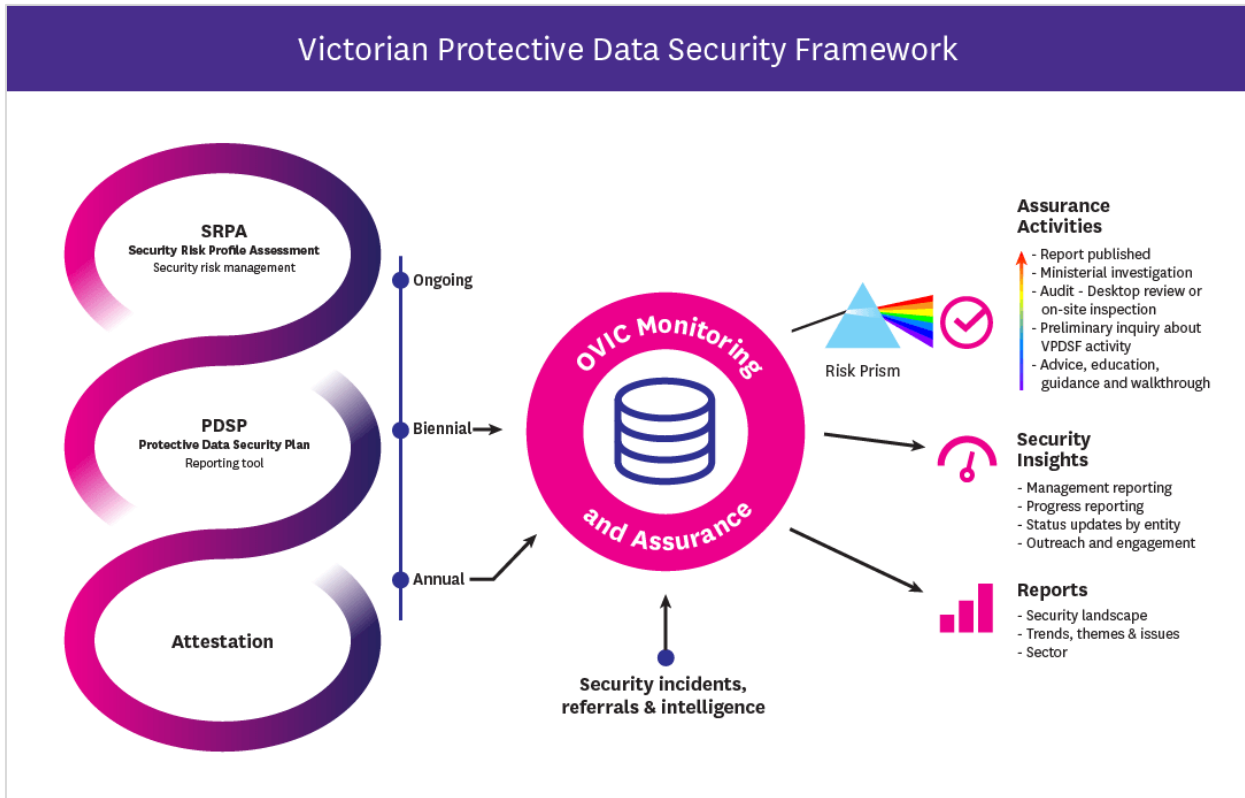 Victorian Protective Data Security Framework
SRPA
Security Risk Profile Assessment
Security risk management
PDSP
Protective Data Security Plan
Reporting tool
Attestation
Ongoing
Biennial
Annual
OVIC Monitoring
and Assurance
Security incidents,
referrals & intelligence
Risk Prism
Assurance
Activities
- Report published
- Ministerial investigation
- Audit - Desktop review or
on-site inspection
- Preliminary inquiry about
VPDSF activity
- Advice, education,
guidance and walkthrough
Security
Insights
- Management reporting
- Progress reporting
- Status updates by entity
- Outreach and engagement
Reports
- Security landscape
- Trends, themes & issues
- Sector